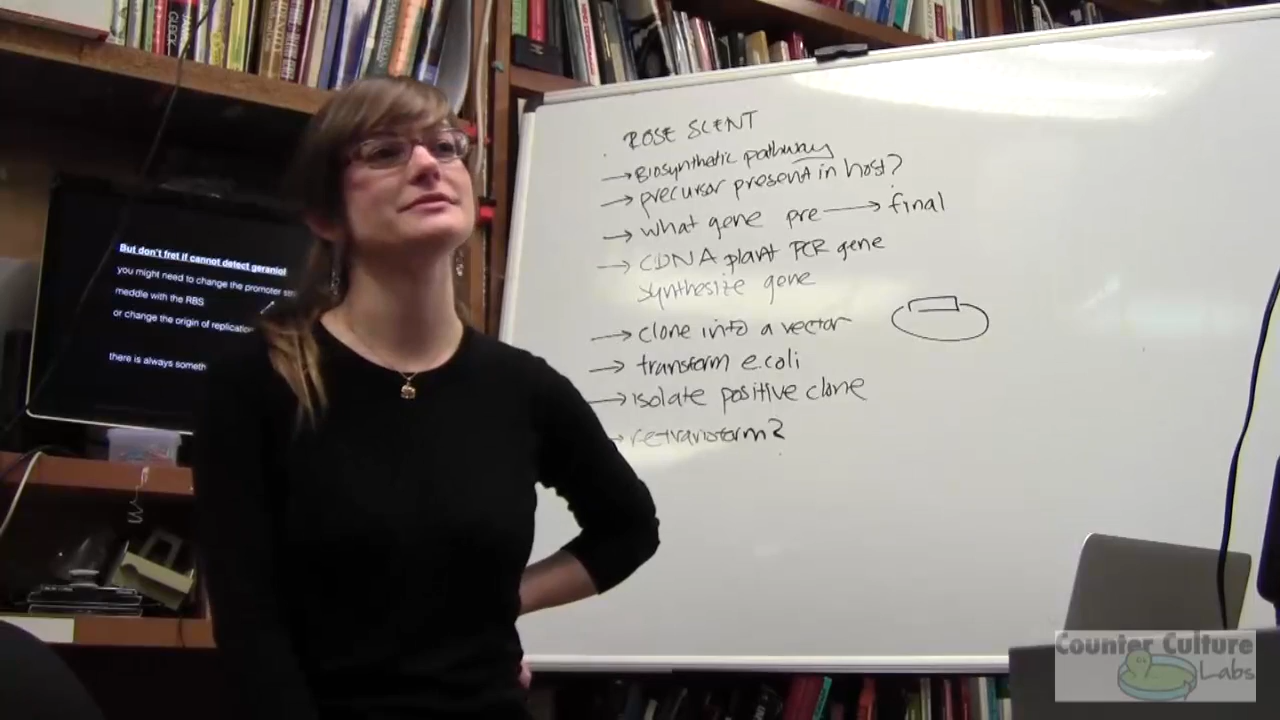 But don't fret if cannot detect geraniol
you might need to change the promoter
meddle with the RBS
or change the origin of replication
there is always someth
ROSE SCENT
→ Biosynthetic pathway
→ precursor present in host?
→ what gene pre → final
→ CDNA plant PCR gene
synthesize gene
→ clone into a vector
→ transform e.coli
→ isolate positive clone
→ retransform?
Counter Culture
Labs